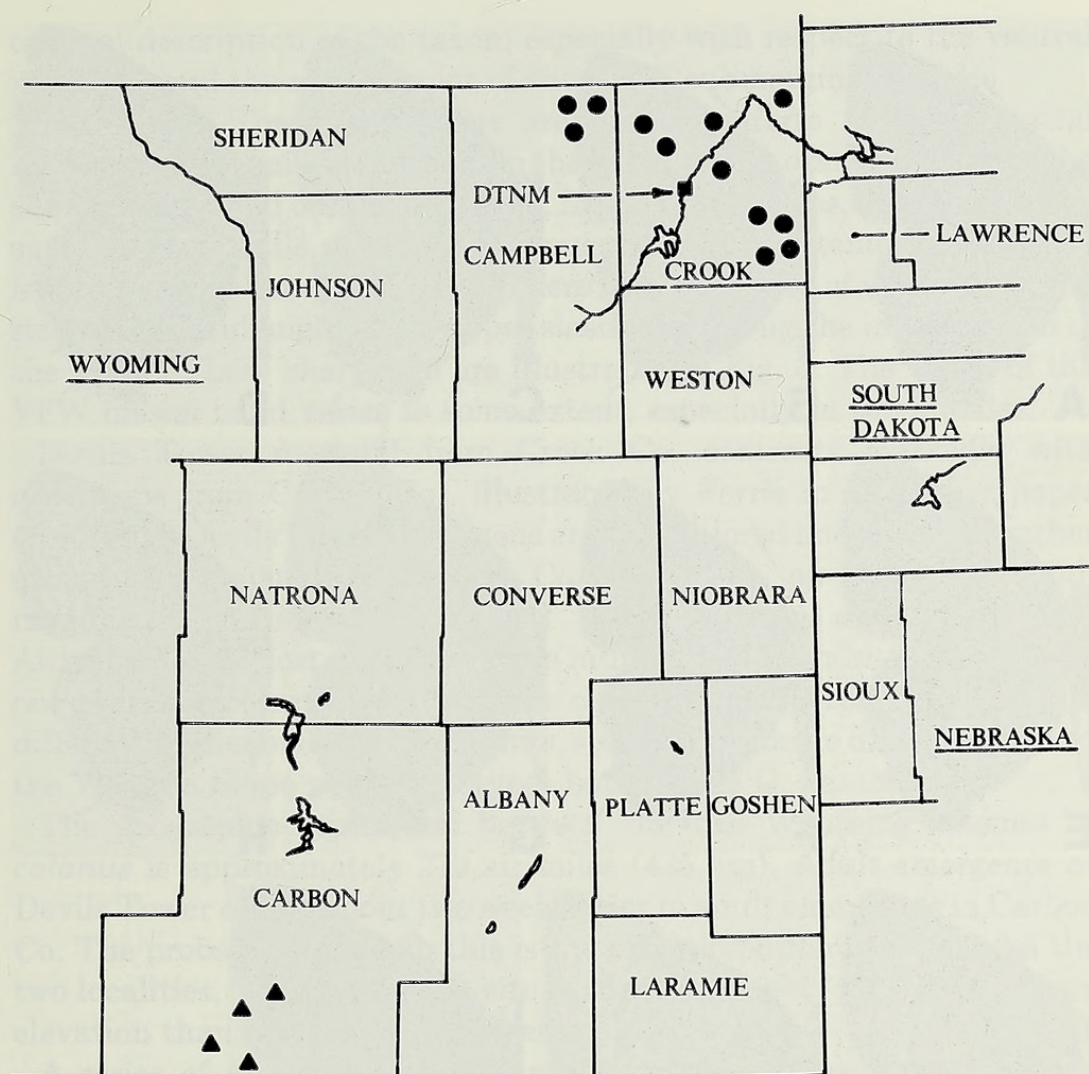 SHERIDAN
DTNM
LAWRENCE
CAMPBELL
CROOK
JOHNSON
WYOMING
WESTON
SOUTH
DAKOTA
NATRONA
CONVERSE
NIOBRARA
SIOUX
NEBRASKA
ALBANY
PLATTE
GOSHEN
CARBON
LARAMIE